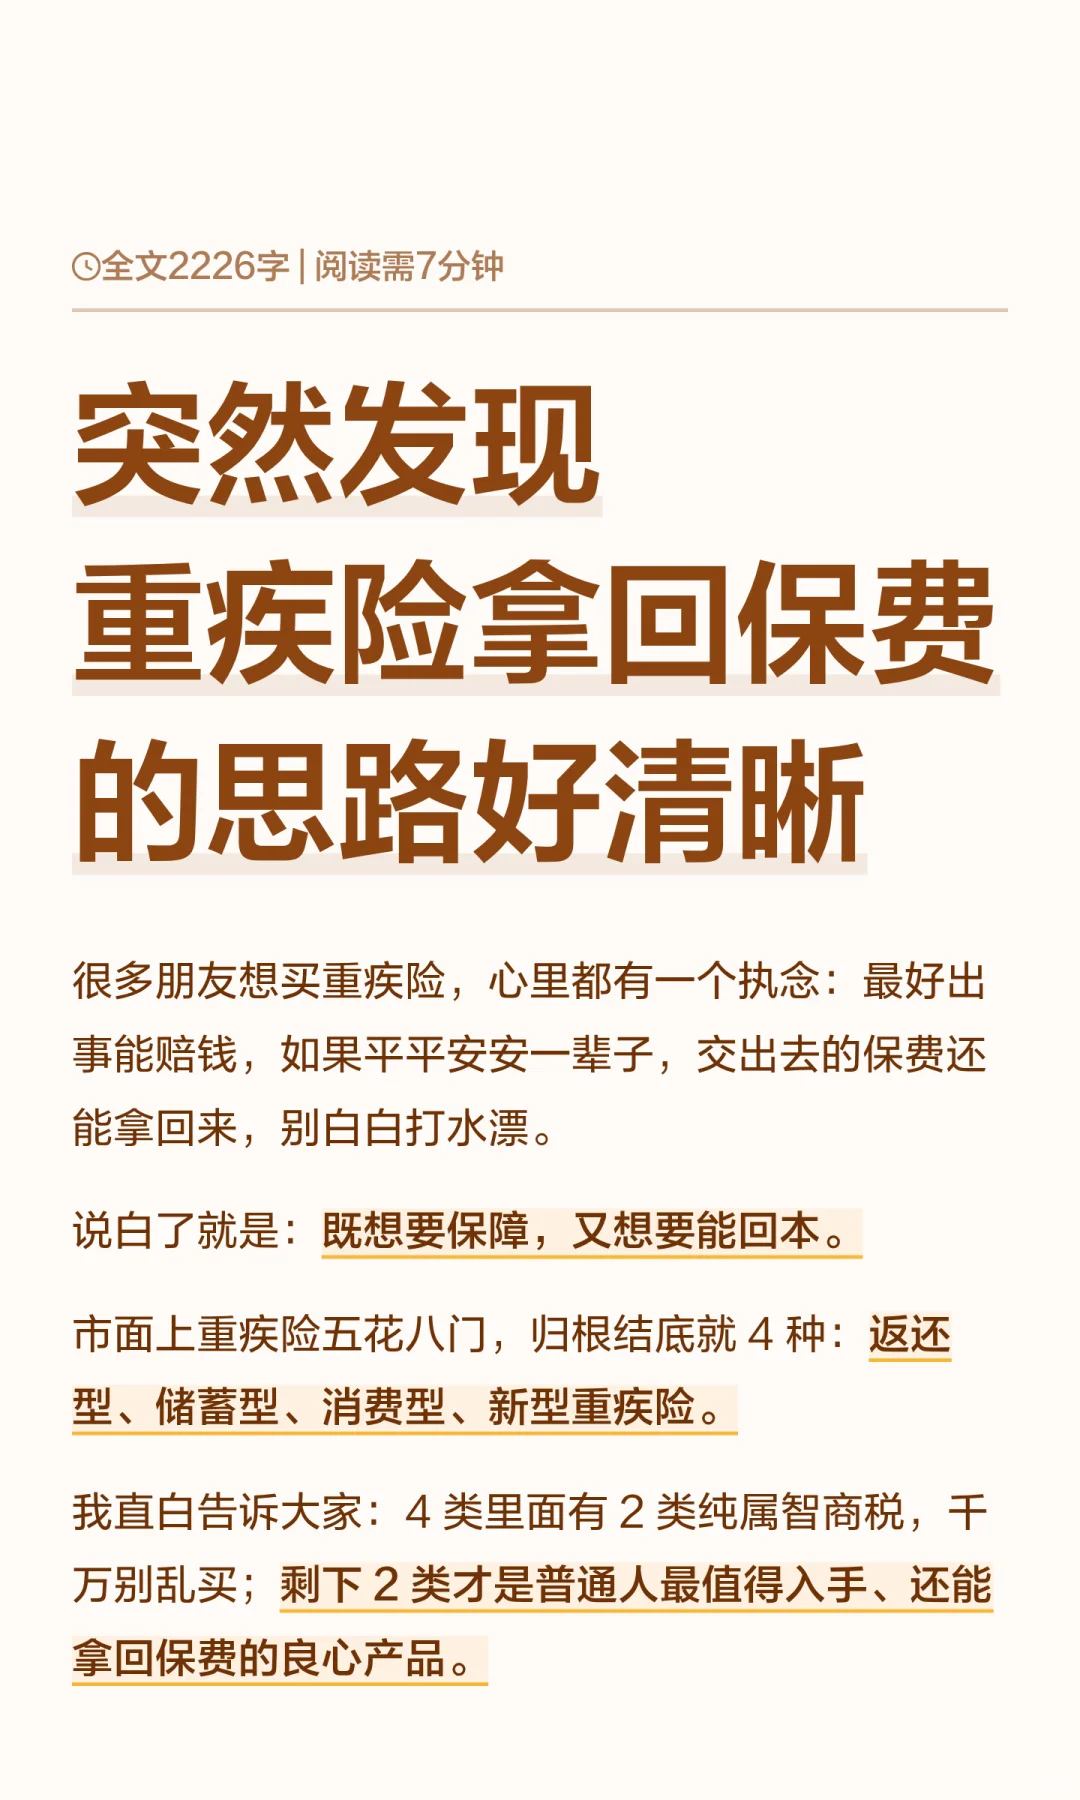 全文2226字 | 阅读需7分钟
突然发现
重疾险拿回保费
的思路好清晰
很多朋友想买重疾险，心里都有一个执念：最好出
事能赔钱，如果平平安安一辈子，交出去的保费还
能拿回来，别白白打水漂。
说白了就是：既想要保障，又想要能回本。
市面上重疾险五花八门，归根结底就 4 种：返还
型、储蓄型、消费型、新型重疾险。
我直白告诉大家：4 类里面有 2 类纯属智商税，千
万别乱买；剩下 2 类才是普通人最值得入手、还能
拿回保费的良心产品。